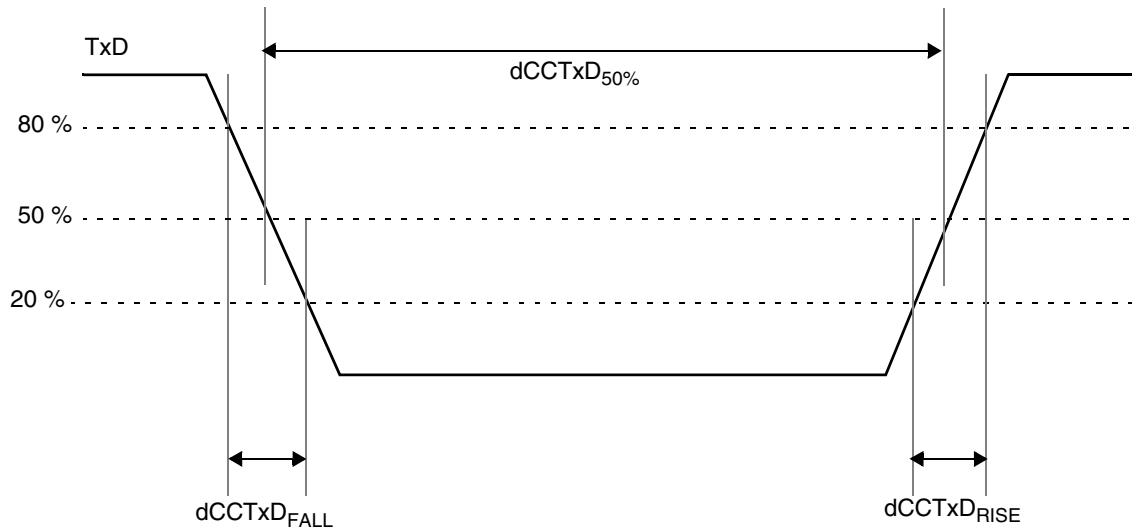 TxD
dCCTxD50%
80 %
50 %
20 %
dCCTxDFALL
dCCTxDRISE